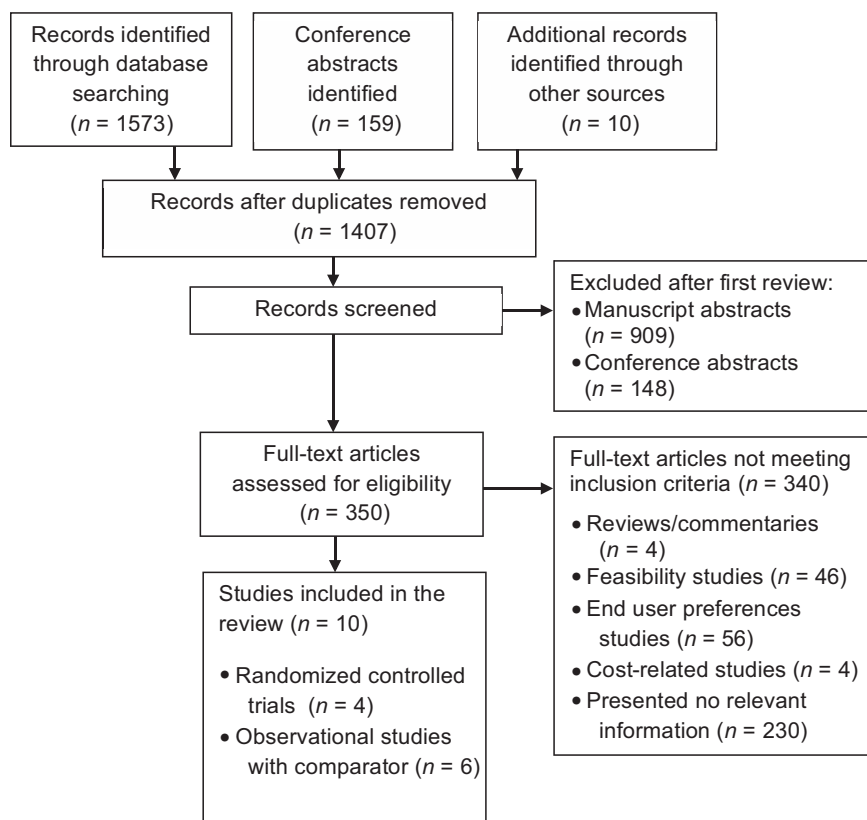 Records identified
through database
searching
(n = 1573)
Conference
abstracts
identified
(n = 159)
Additional records
identified through
other sources
(n = 10)
Records after duplicates removed
(n = 1407)
Records screened
Excluded after first review:
• Manuscript abstracts
(n = 909)
• Conference abstracts
(n = 148)
Full-text articles
assessed for eligibility
(n = 350)
Full-text articles not meeting
inclusion criteria (n = 340)
• Reviews/commentaries
(n = 4)
• Feasibility studies (n = 46)
• End user preferences
studies (n = 56)
• Cost-related studies (n = 4)
• Presented no relevant
information (n = 230)
Studies included in the
review (n = 10)
• Randomized controlled
trials (n = 4)
• Observational studies
with comparator (n = 6)